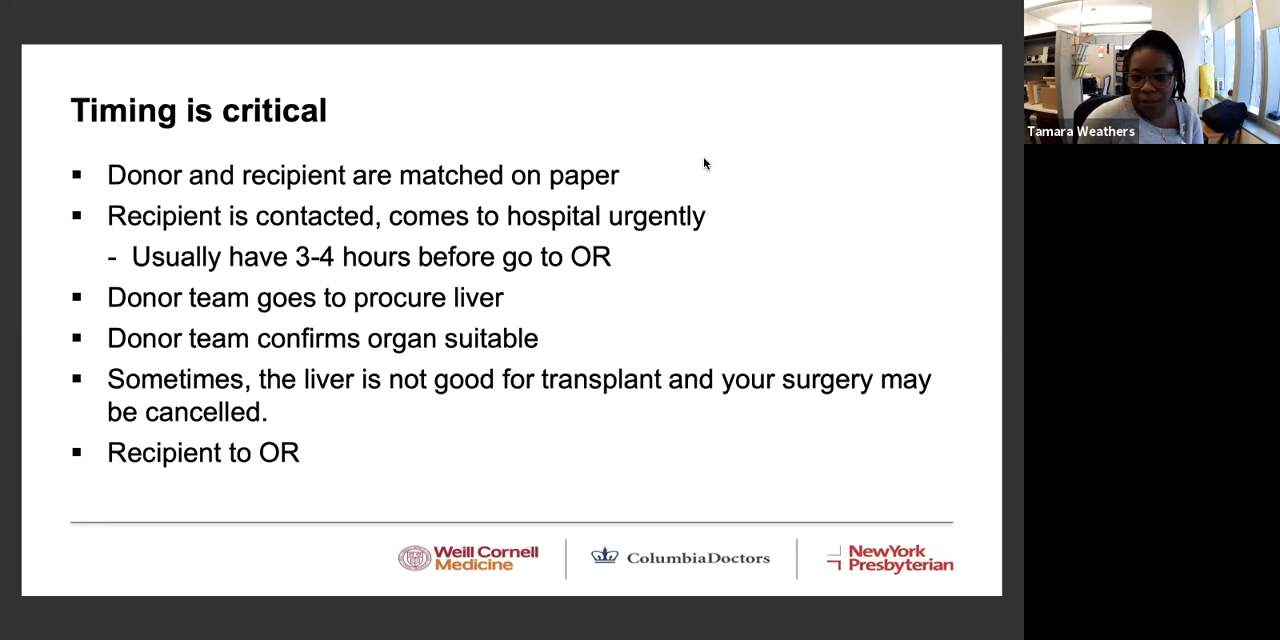 Timing is critical
▪ Donor and recipient are matched on paper
▪ Recipient is contacted, comes to hospital urgently
- Usually have 3-4 hours before go to OR
▪ Donor team goes to procure liver
▪ Donor team confirms organ suitable
▪ Sometimes, the liver is not good for transplant and your surgery may
be cancelled.
▪ Recipient to OR
Weill Cornell
Medicine
ColumbiaDoctors
NewYork
Presbyterian
Tamara Weathers